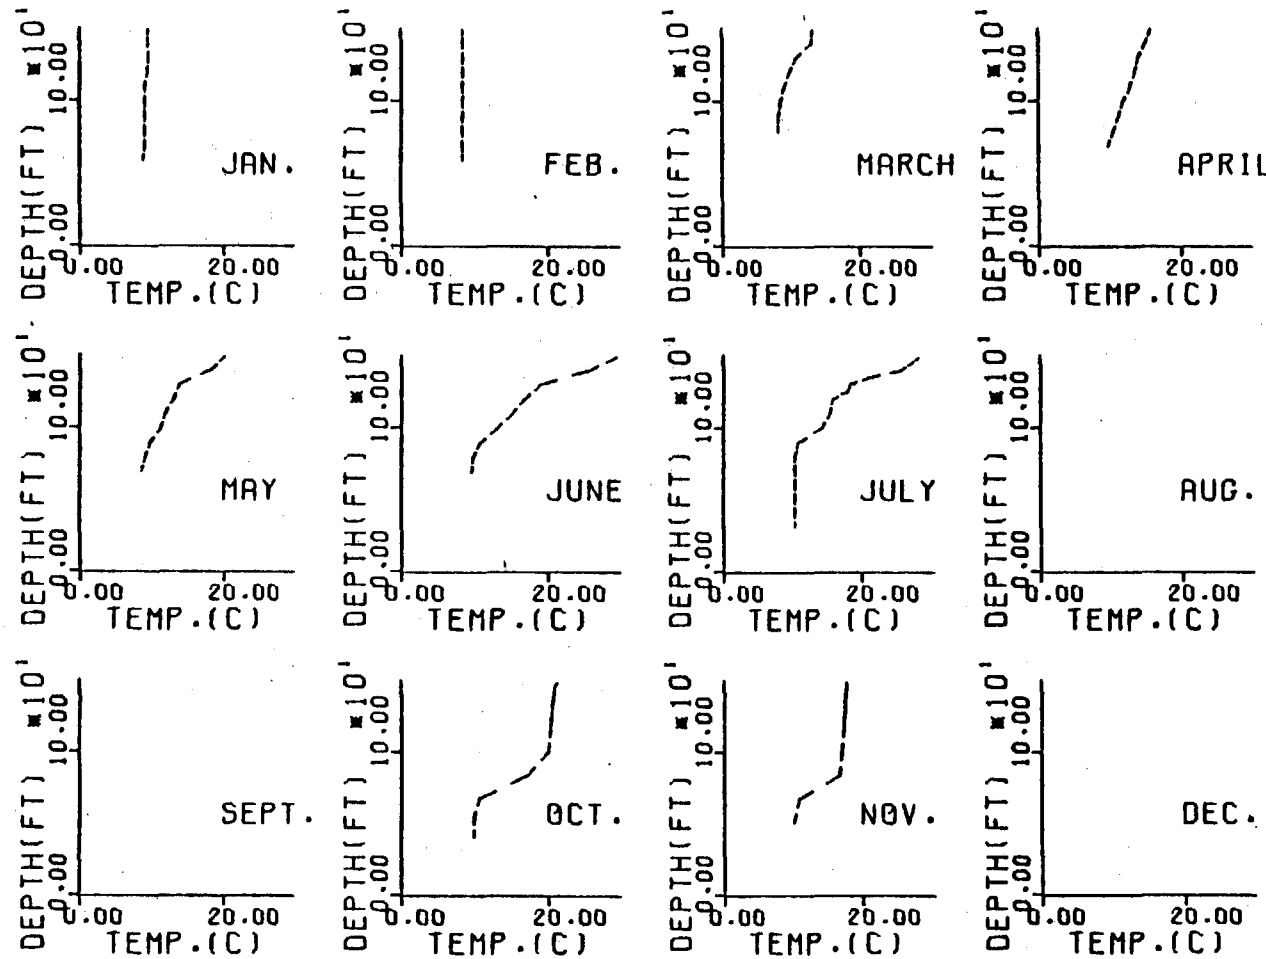 DEPTH(FT) *10¹
10.00
0.00
JAN.
0.00 20.00
TEMP.(C)
DEPTH(FT) *10¹
10.00
0.00
FEB.
0.00 20.00
TEMP.(C)
DEPTH(FT) *10¹
10.00
0.00
MARCH
0.00 20.00
TEMP.(C)
DEPTH(FT) *10¹
10.00
0.00
APRIL
0.00 20.00
TEMP.(C)
DEPTH(FT) *10¹
10.00
0.00
MAY
0.00 20.00
TEMP.(C)
DEPTH(FT) *10¹
10.00
0.00
JUNE
0.00 20.00
TEMP.(C)
DEPTH(FT) *10¹
10.00
0.00
JULY
0.00 20.00
TEMP.(C)
DEPTH(FT) *10¹
10.00
0.00
AUG.
0.00 20.00
TEMP.(C)
DEPTH(FT) *10¹
10.00
0.00
SEPT.
0.00 20.00
TEMP.(C)
DEPTH(FT) *10¹
10.00
0.00
OCT.
0.00 20.00
TEMP.(C)
DEPTH(FT) *10¹
10.00
0.00
NOV.
0.00 20.00
TEMP.(C)
DEPTH(FT) *10¹
10.00
0.00
DEC.
0.00 20.00
TEMP.(C)